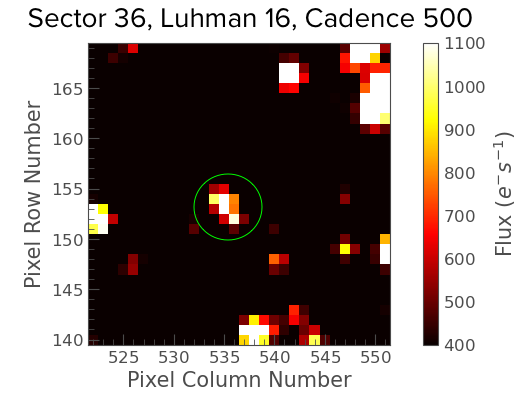 Sector 36, Luhman 16, Cadence 500
1100
1000
900
800
700
600
500
400
Flux (e⁻s⁻¹)
165
160
155
150
145
140
Pixel Row Number
525 530 535 540 545 550
Pixel Column Number